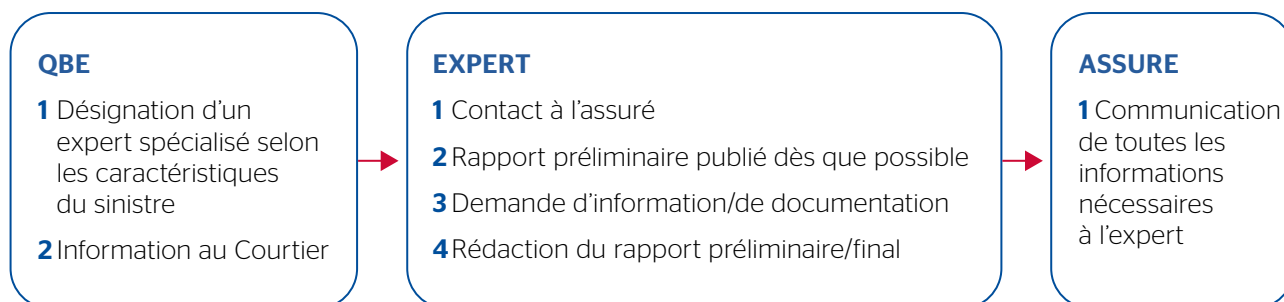 QBE
1 Désignation d'un
expert spécialisé selon
les caractéristiques
du sinistre
2 Information au Courtier
EXPERT
1 Contact à l'assuré
2 Rapport préliminaire publié dès que possible
3 Demande d'information/de documentation
4 Rédaction du rapport préliminaire/final
ASSURE
1 Communication
de toutes les
informations
nécessaires
à l'expert